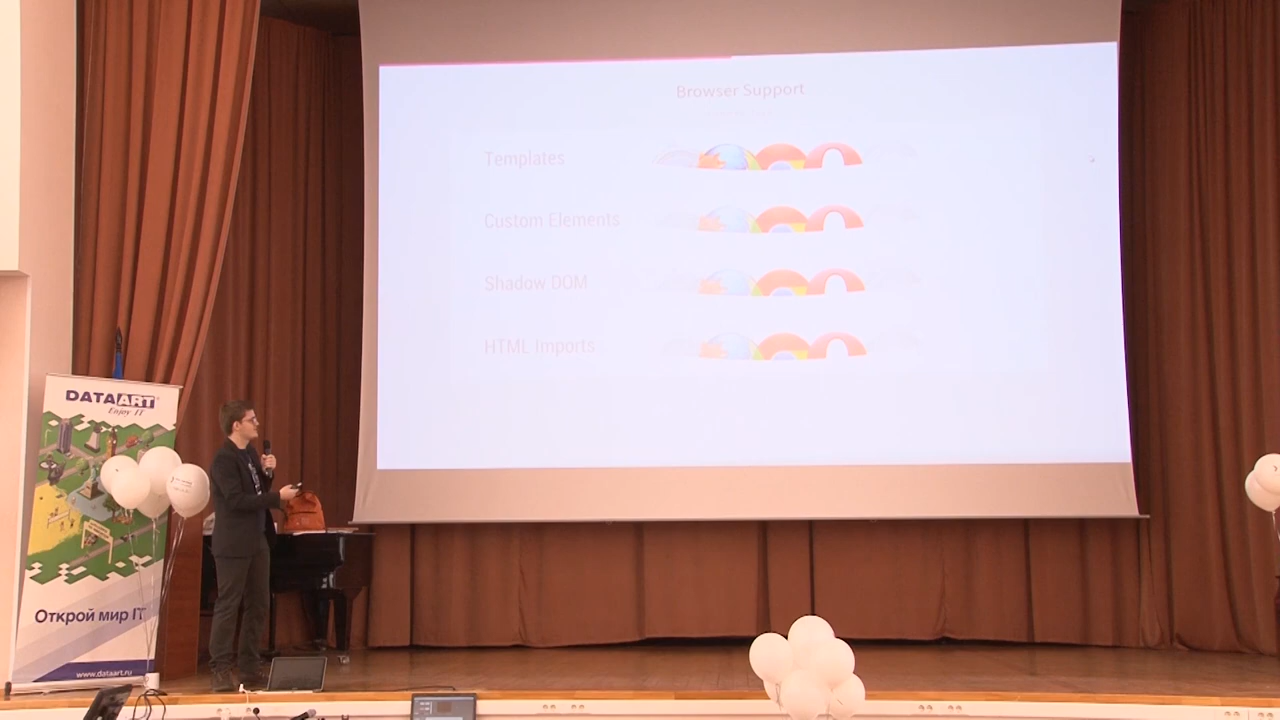 Browser Support
Templates
Custom Elements
Shadow DOM
HTML Imports
DATAART
Enjoy IT
Открой мир IT
www.dataart.ru